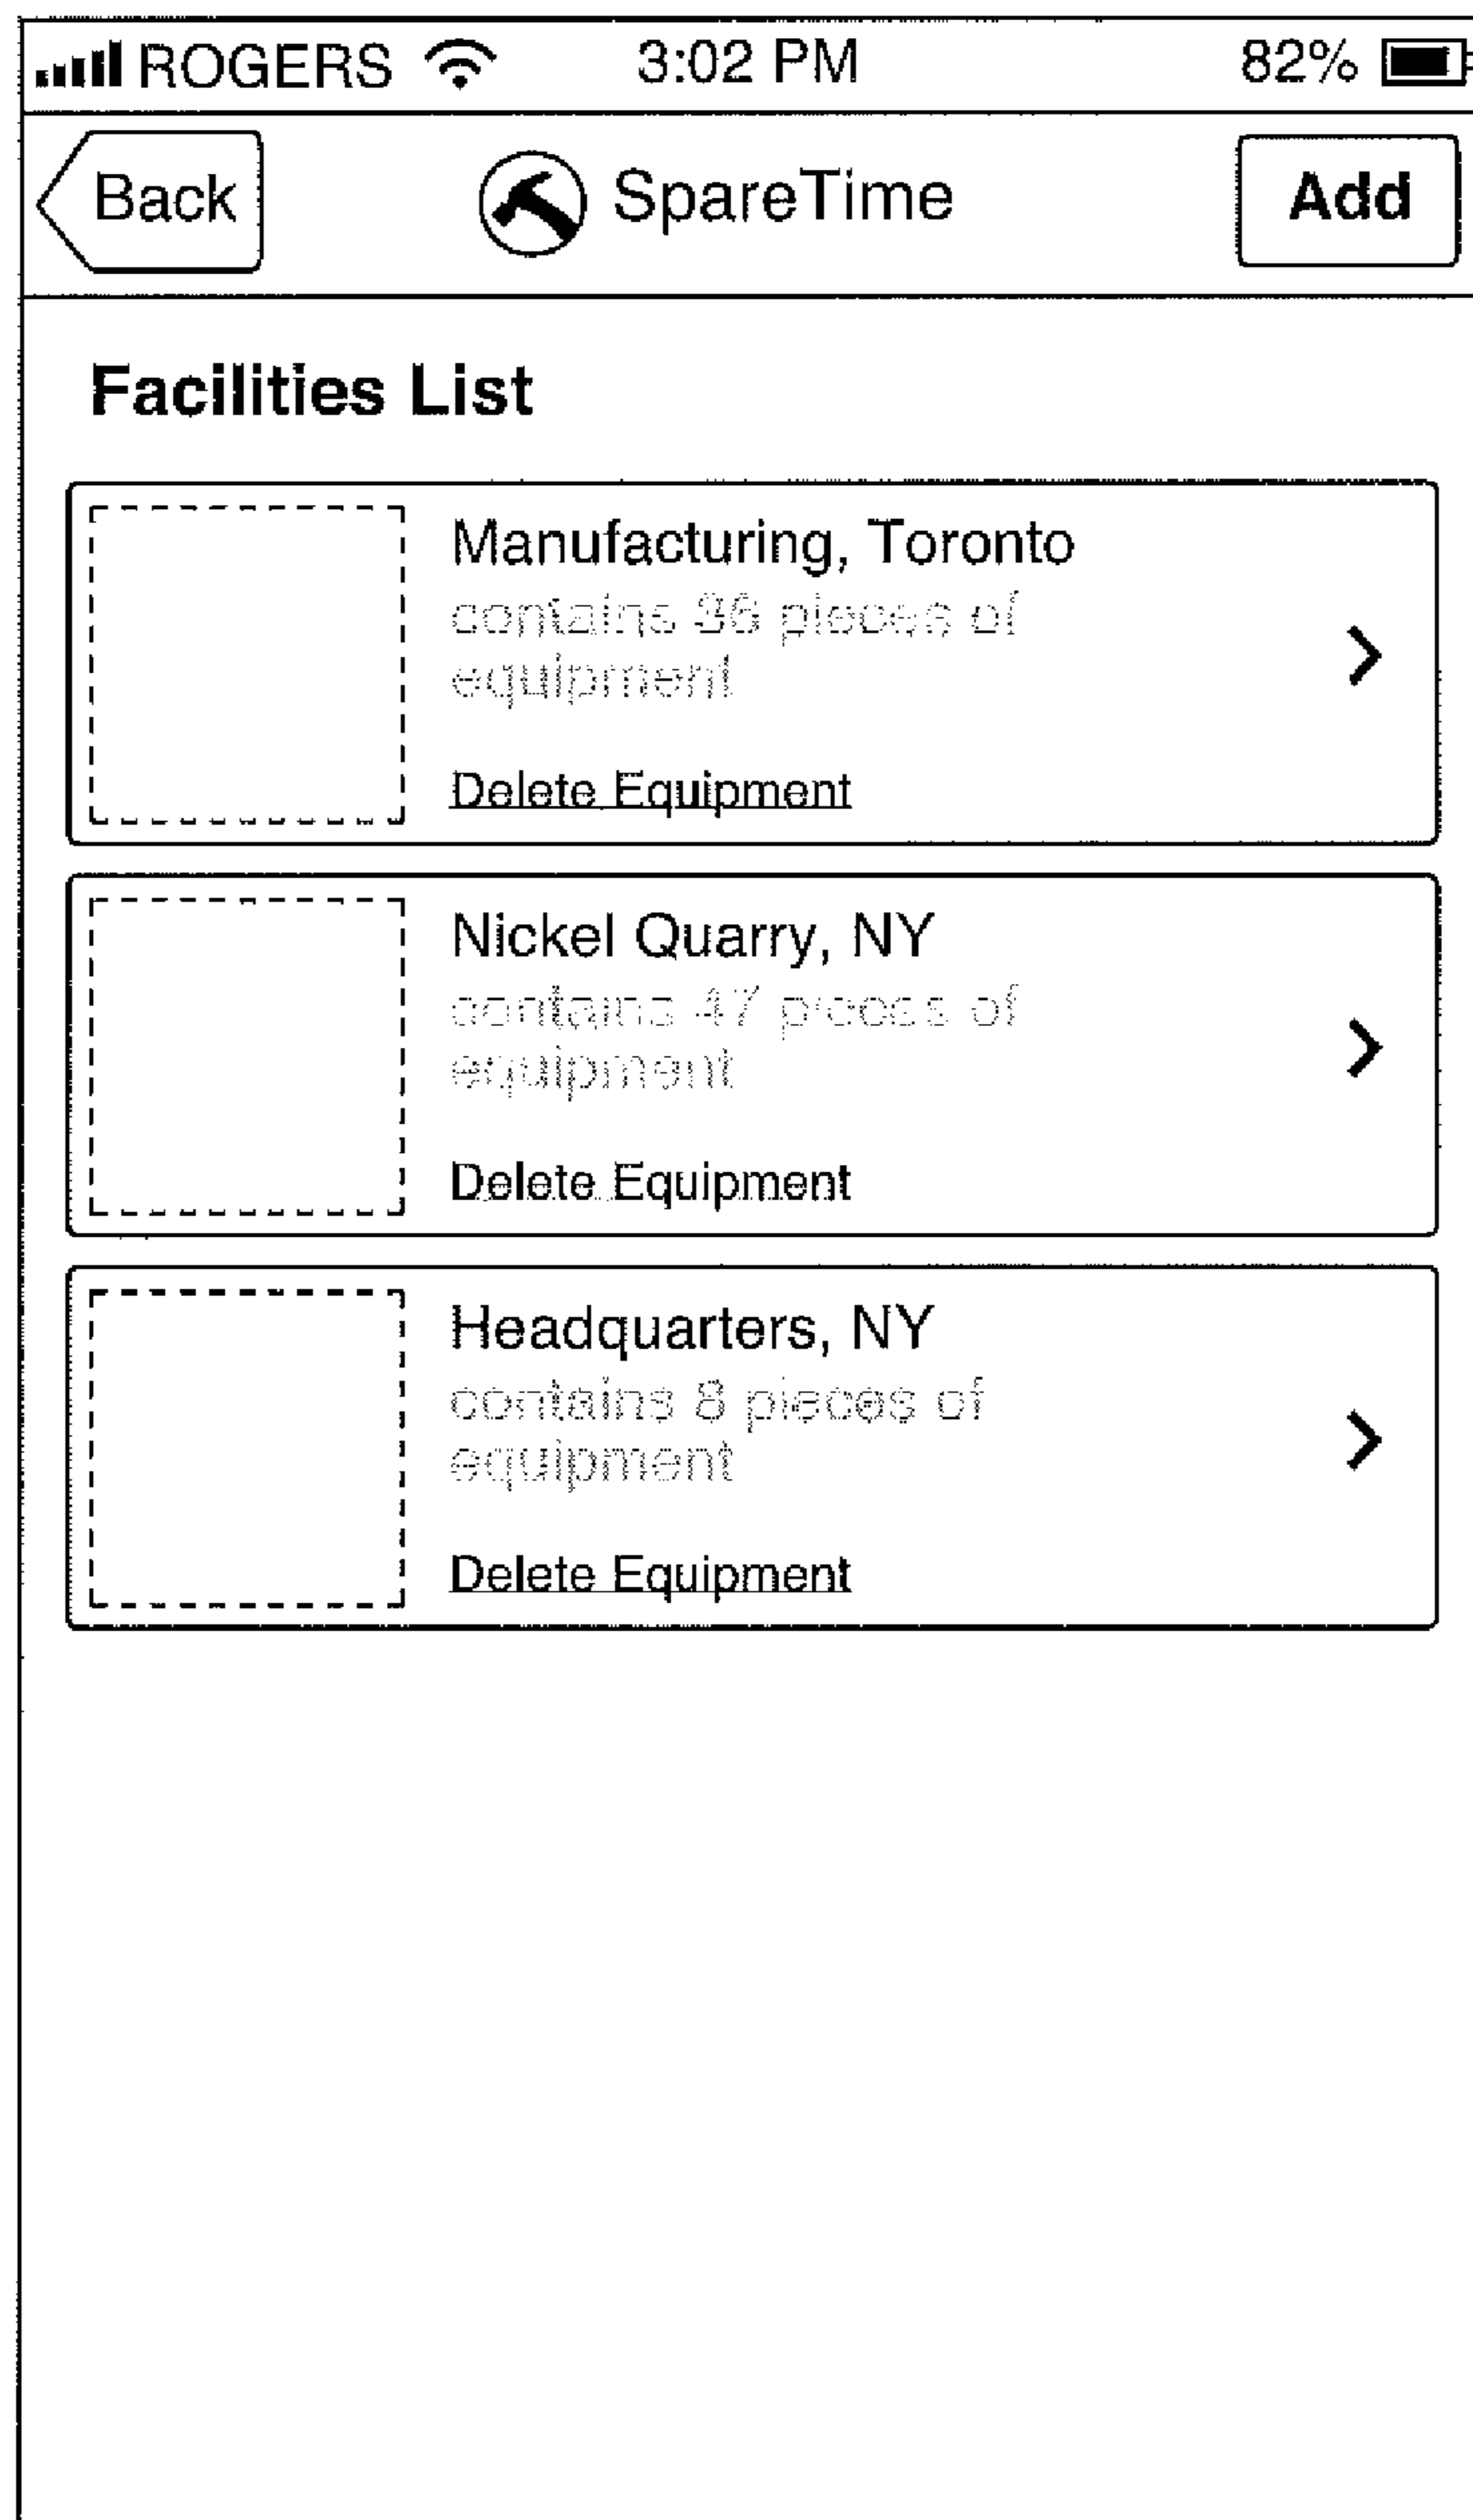 ROGERS 3:02 PM 82%
Back SpareTime Add
Facilities List
Manufacturing, Toronto
contains 36 pieces of
equipment
Delete Equipment
Nickel Quarry, NY
contains 47 pieces of
equipment
Delete Equipment
Headquarters, NY
contains 8 pieces of
equipment
Delete Equipment